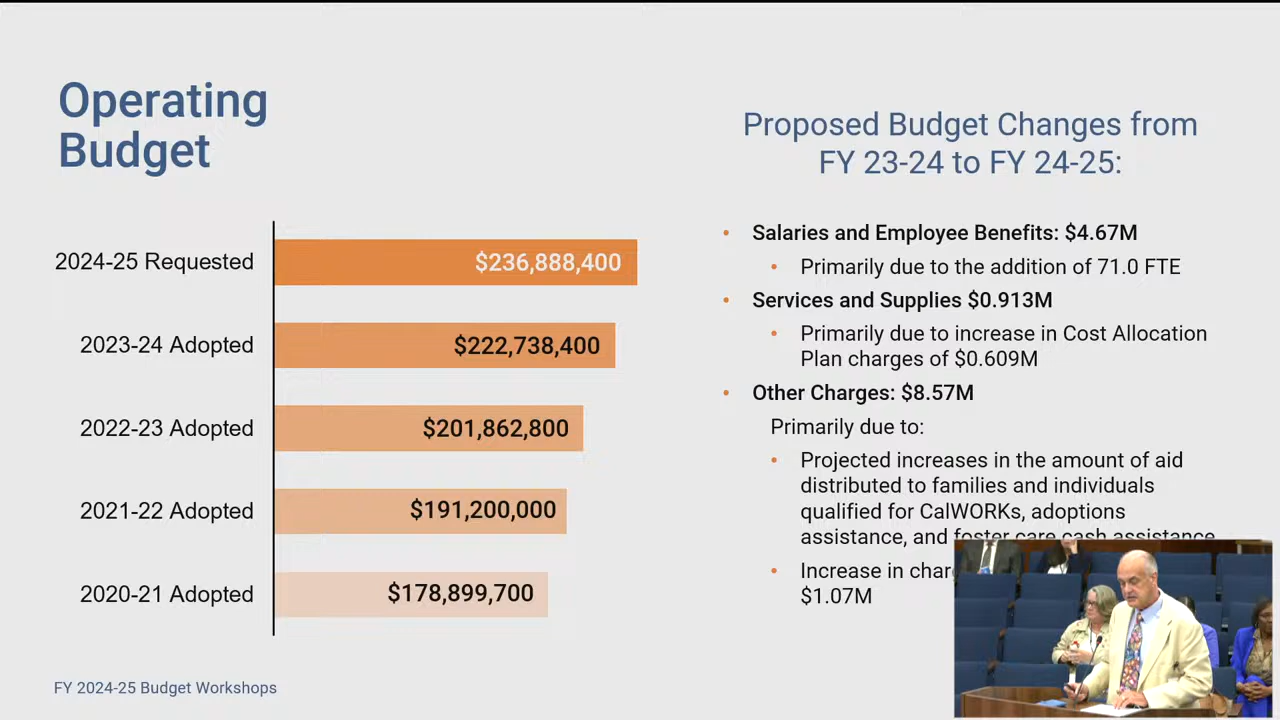 Operating
Budget
2024-25 Requested
$236,888,400
2023-24 Adopted
$222,738,400
2022-23 Adopted
$201,862,800
2021-22 Adopted
$191,200,000
2020-21 Adopted
$178,899,700
Proposed Budget Changes from
FY 23-24 to FY 24-25:
• Salaries and Employee Benefits: $4.67M
• Primarily due to the addition of 71.0 FTE
• Services and Supplies $0.913M
• Primarily due to increase in Cost Allocation
Plan charges of $0.609M
• Other Charges: $8.57M
Primarily due to:
• Projected increases in the amount of aid
distributed to families and individuals
qualified for CalWORKs, adoptions
assistance, and foster care cash assistance
• Increase in
$1.07M
FY 2024-25 Budget Workshops